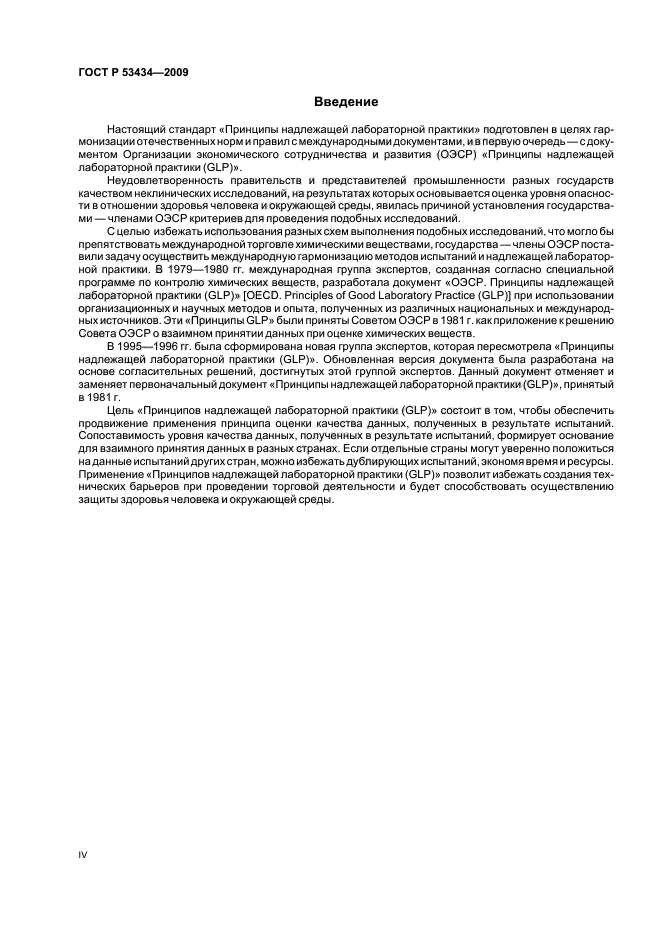 ГОСТ Р 53434—2009
Введение
Настоящий стандарт «Принципы надлежащей лабораторной практики» подготовлен в целях гар-
монизации отечественных норм и правил с международными документами, и в первую очередь — с доку-
ментом Организации экономического сотрудничества и развития (ОЭСР) «Принципы надлежащей
лабораторной практики (GLP)».
Неудовлетворенность правительств и представителей промышленности разных государств
качеством неклинических исследований, на результатах которых основывается оценка уровня опаснос-
ти в отношении здоровья человека и окружающей среды, явилась причиной установления государства-
ми — членами ОЭСР критериев для проведения подобных исследований.
С целью избежать использования разных схем выполнения подобных исследований, что могло бы
препятствовать международной торговле химическими веществами, государства — члены ОЭСР поста-
вили задачу осуществить международную гармонизацию методов испытаний и надлежащей лаборатор-
ной практики. В 1979—1980 гг. международная группа экспертов, созданная согласно специальной
программе по контролю химических веществ, разработала документ «ОЭСР. Принципы надлежащей
лабораторной практики (GLP)» [OECD. Principles of Good Laboratory Practice (GLP)] при использовании
организационных и научных методов и опыта, полученных из различных национальных и международ-
ных источников. Эти «Принципы GLP» были приняты Советом ОЭСР в 1981 г. как приложение к решению
Совета ОЭСР о взаимном принятии данных при оценке химических веществ.
В 1995—1996 гг. была сформирована новая группа экспертов, которая пересмотрела «Принципы
надлежащей лабораторной практики (GLP)». Обновленная версия документа была разработана на
основе согласительных решений, достигнутых этой группой экспертов. Данный документ отменяет и
заменяет первоначальный документ «Принципы надлежащей лабораторной практики (GLP)», принятый
в 1981 г.
Цель «Принципов надлежащей лабораторной практики (GLP)» состоит в том, чтобы обеспечить
продвижение применения принципа оценки качества данных, полученных в результате испытаний.
Сопоставимость уровня качества данных, полученных в результате испытаний, формирует основание
для взаимного принятия данных в разных странах. Если отдельные страны могут уверенно положиться
на данные испытаний других стран, можно избежать дублирующих испытаний, экономя время и ресурсы.
Применение «Принципов надлежащей лабораторной практики (GLP)» позволит избежать создания тех-
нических барьеров при проведении торговой деятельности и будет способствовать осуществлению
защиты здоровья человека и окружающей среды.
IV